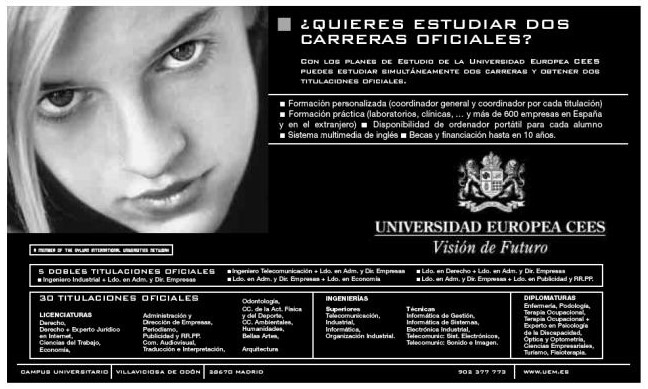 ¿QUIERES ESTUDIAR DOS
CARRERAS OFICIALES?
CON LOS PLANES DE ESTUDIO DE LA UNIVERSIDAD EUROPEA CEES
PUEDES ESTUDIAR SIMULTÁNEAMENTE DOS CARRERAS Y OBTENER DOS
TITULACIONES OFICIALES.
■ Formación personalizada (coordinador general y coordinador por cada titulación)
■ Formación práctica (laboratorios, clínicas, ... y más de 600 empresas en España
y en el extranjero) ■ Disponibilidad de ordenador portátil para cada alumno
■ Sistema multimedia de inglés ■ Becas y financiación hasta en 10 años.
UNIVERSIDAD EUROPEA CEES
Visión de Futuro
A MEMBER OF THE SYLVAN INTERNATIONAL UNIVERSITIES NETWORK
5 DOBLES TITULACIONES OFICIALES
■ Ingeniero Industrial + Ldo. en Adm. y Dir. Empresas
■ Ingeniero Telecomunicación + Ldo. en Adm. y Dir. Empresas
■ Ldo. en Adm. y Dir. Empresas + Ldo. en Economía
■ Ldo. en Derecho + Ldo. en Adm. y Dir. Empresas
■ Ldo. en Adm. y Dir. Empresas + Ldo. en Publicidad y RR.PP.
30 TITULACIONES OFICIALES
LICENCIATURAS
Derecho,
Derecho + Experto Jurídico
en Internet,
Ciencias del Trabajo,
Economía,
Administración y
Dirección de Empresas,
Periodismo,
Publicidad y RR.PP.
Com. Audiovisual,
Traducción e Interpretación,
Odontología,
CC. de la Act. Física
y del Deporte,
CC. Ambientales,
Humanidades,
Bellas Artes,
Arquitectura
INGENIERÍAS
Superiores
Telecomunicación,
Industrial,
Informática,
Organización Industrial.
Técnicas
Informática de Gestión,
Informática de Sistemas,
Electrónica Industrial,
Telecomunic: Sist. Electrónicos,
Telecomunic: Sonido e Imagen.
DIPLOMATURAS
Enfermería, Podología,
Terapia Ocupacional,
Terapia Ocupacional +
Experto en Psicología
de la Discapacidad,
Óptica y Optometría,
Ciencias Empresariales,
Turismo, Fisioterapia.
CAMPUS UNIVERSITARIO VILLAVICIOSA DE ODÓN 28670 MADRID 902 377 773 WWW.UEM.ES